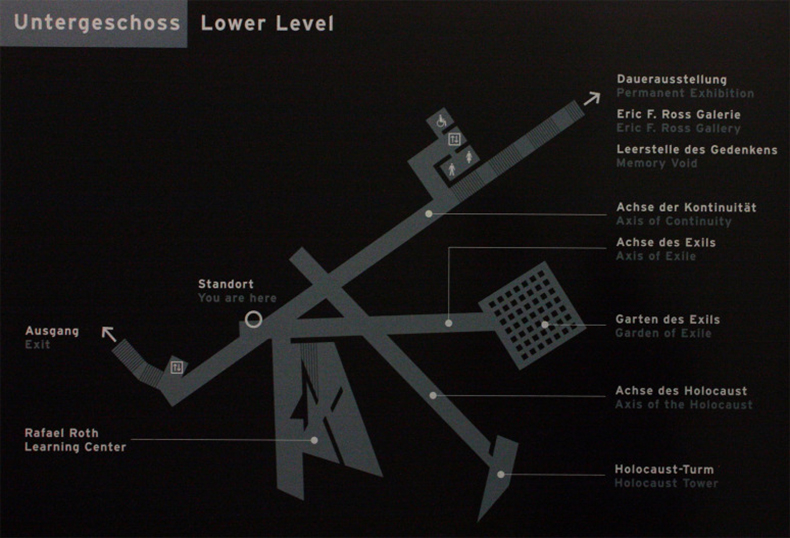 Untergeschoss Lower Level
Dauerausstellung
Permanent Exhibition
Eric F. Ross Galerie
Eric F. Ross Gallery
Leerstelle des Gedenkens
Memory Void
Achse der Kontinuität
Axis of Continuity
Achse des Exils
Axis of Exile
Standort
You are here
Garten des Exils
Garden of Exile
Ausgang
Exit
Achse des Holocaust
Axis of the Holocaust
Rafael Roth
Learning Center
Holocaust-Turm
Holocaust Tower